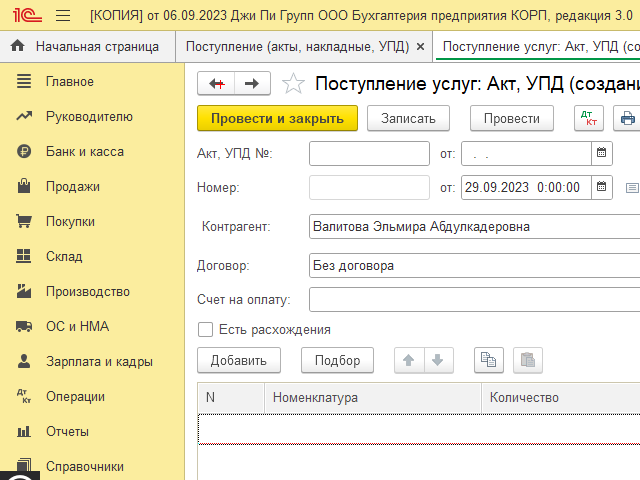 1С [КОПИЯ] от 06.09.2023 Джи Пи Групп ООО Бухгалтерия предприятия КОРП, редакция 3.0
Начальная страница Поступление (акты, накладные, УПД) × Поступление услуг: Акт, УПД (со
Главное
Руководителю
Банк и касса
Продажи
Покупки
Склад
Производство
ОС и НМА
Зарплата и кадры
Операции
Отчеты
Справочники
Поступление услуг: Акт, УПД (создани
Провести и закрыть Записать Провести Дт Кт
Акт, УПД №: от: . .
Номер: от: 29.09.2023 0:00:00
Контрагент: Валитова Эльмира Абдулкадеровна
Договор: Без договора
Счет на оплату:
Есть расхождения
Добавить Подбор
N Номенклатура Количество